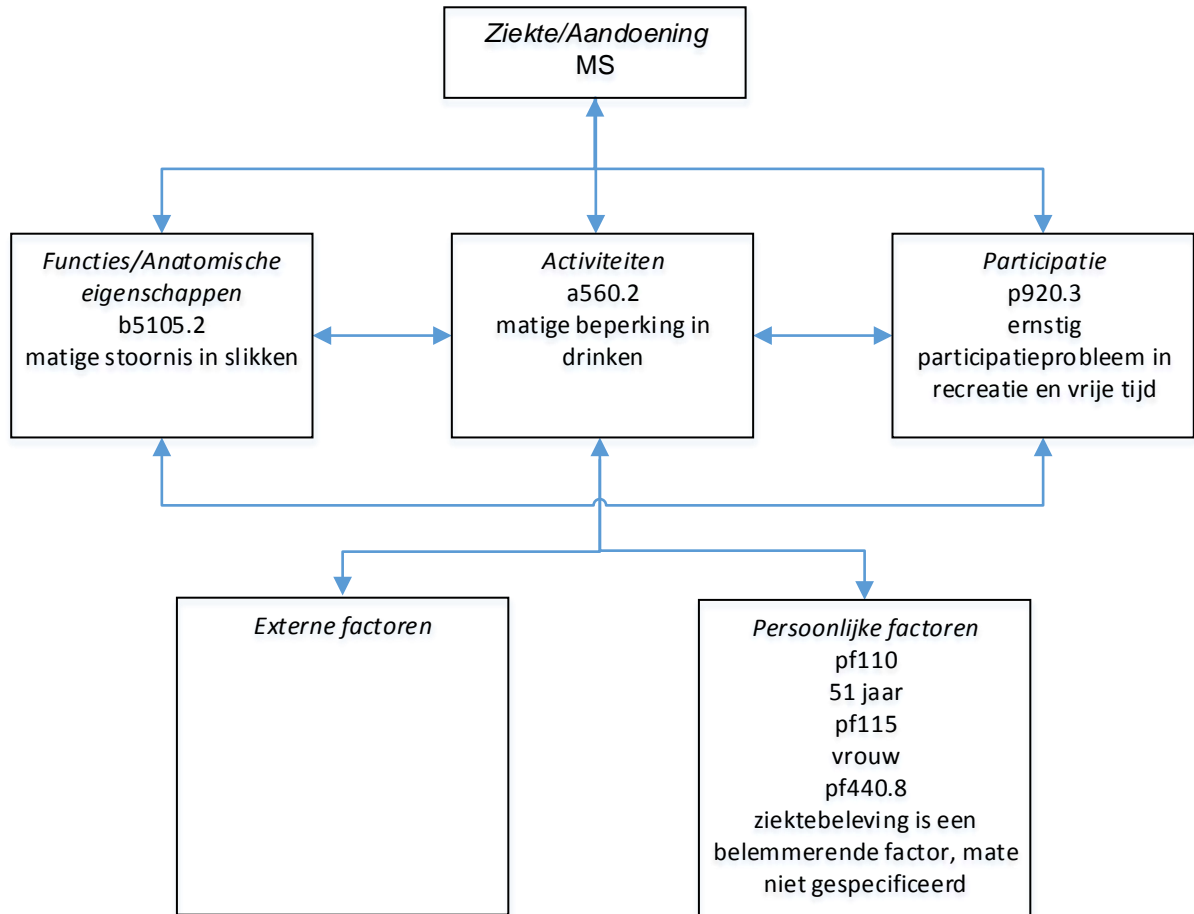 Ziekte/Aandoening
MS
Functies/Anatomische
eigenschappen
b5105.2
matige stoornis in slikken
Activiteiten
a560.2
matige beperking in
drinken
Participatie
p920.3
ernstig
participatieprobleem in
recreatie en vrije tijd
Externe factoren
Persoonlijke factoren
pf110
51 jaar
pf115
vrouw
pf440.8
ziektebeleving is een
belemmerende factor, mate
niet gespecificeerd